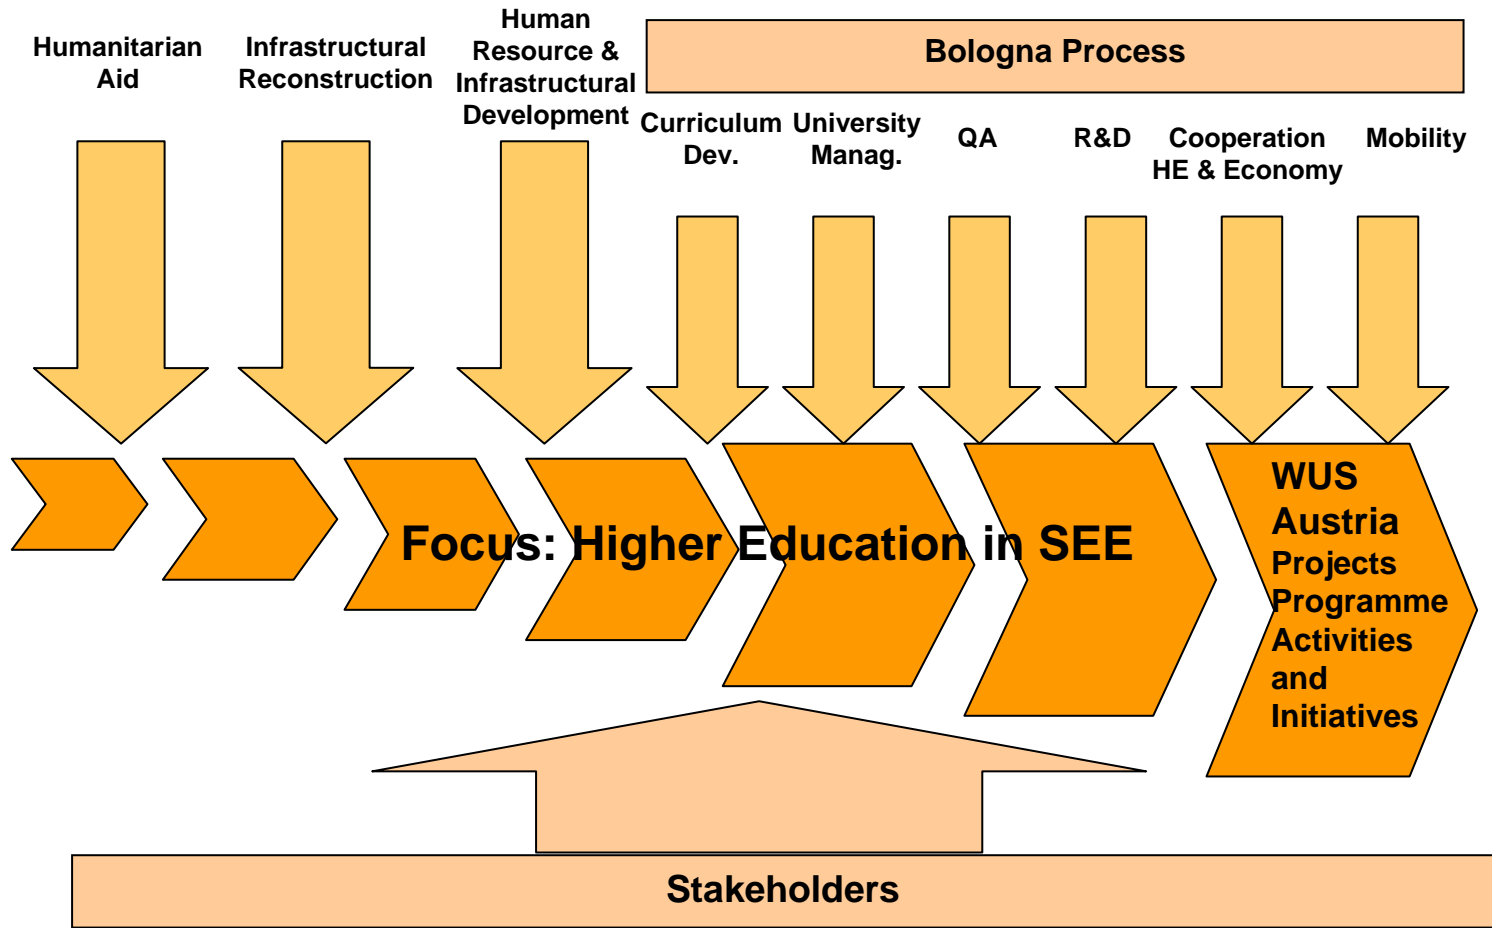 Humanitarian
Aid
Infrastructural
Reconstruction
Human
Resource &
Infrastructural
Development
Bologna Process
Curriculum
Dev.
University
Manag.
QA
R&D
Cooperation
HE & Economy
Mobility
Focus: Higher Education in SEE
WUS
Austria
Projects
Programme
Activities
and
Initiatives
Stakeholders